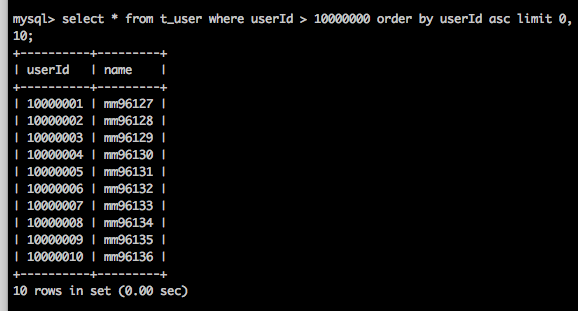 mysql> select * from t_user where userId > 10000000 order by userId asc limit 0,
10;
+----------+---------+
| userId   | name    |
+----------+---------+
| 10000001 | mm96127 |
| 10000002 | mm96128 |
| 10000003 | mm96129 |
| 10000004 | mm96130 |
| 10000005 | mm96131 |
| 10000006 | mm96132 |
| 10000007 | mm96133 |
| 10000008 | mm96134 |
| 10000009 | mm96135 |
| 10000010 | mm96136 |
+----------+---------+
10 rows in set (0.00 sec)